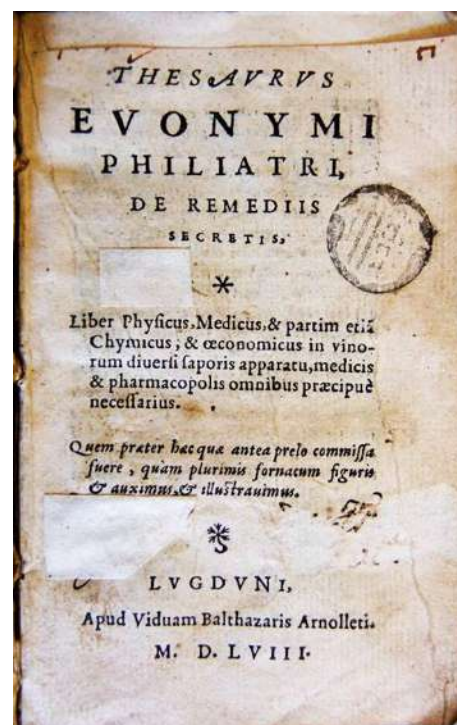 THESAVRVS
EVONYMI
PHILIATRI,
DE REMEDIIS
SECRETIS,
*
Liber Phyſicus, Medicus, & partim etiã
Chymicus, & œconomicus in vino-
rum diuerſi ſaporis apparatu, medicis
& pharmacopolis omnibus præcipuè
neceſſarius.
Quem præter hæc quæ antea prelo commiſſa
fuere, quàm plurimis fornacum figuris
& auximus, & illuſtrauimus.
LVGDVNI,
Apud Viduam Balthazaris Arnolleti.
M. D. LVIII.